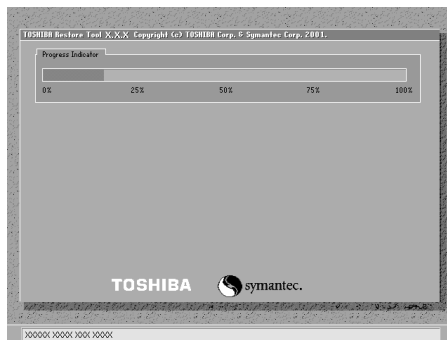 TOSHIBA Restore Tool X.X.X Copyright (c) TOSHIBA Corp. & Symantec Corp. 2001.
Progress Indicator
0% 25% 50% 75% 100%
TOSHIBA symantec.
XXXXX XXXX XXX XXXX